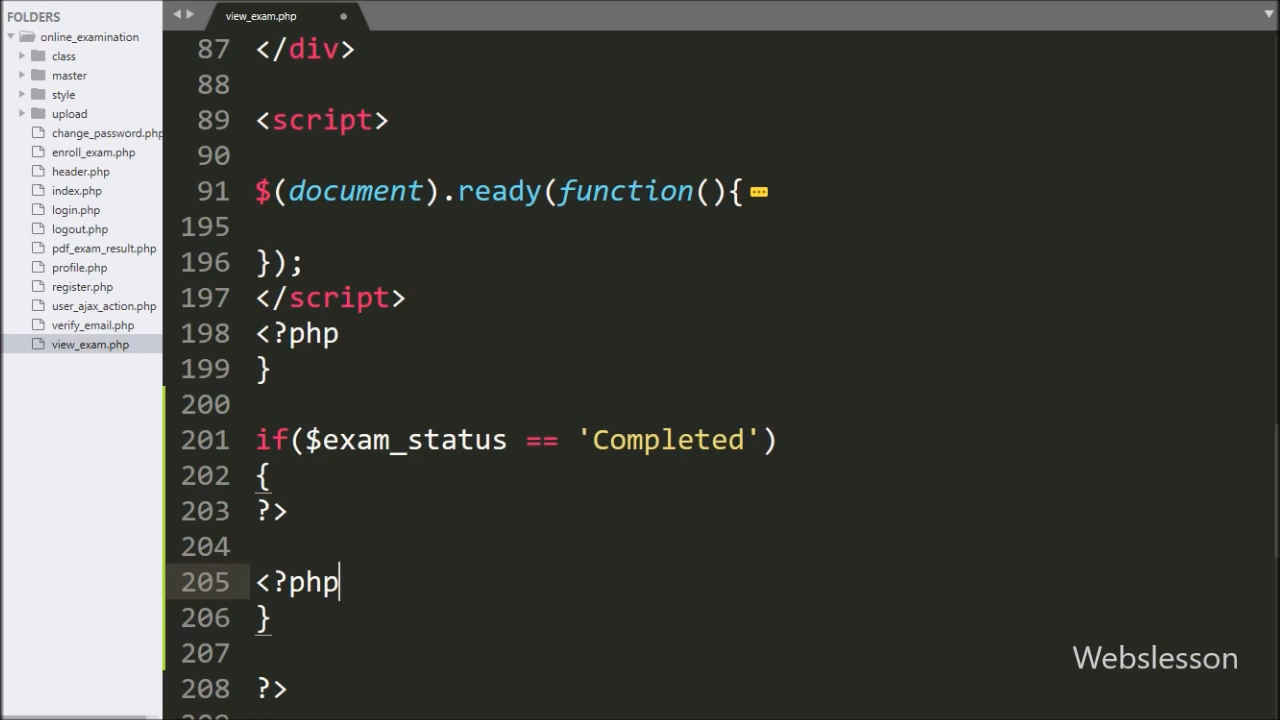 FOLDERS
online_examination
class
master
style
upload
change_password.php
enroll_exam.php
header.php
index.php
login.php
logout.php
pdf_exam_result.php
profile.php
register.php
user_ajax_action.php
verify_email.php
view_exam.php
view_exam.php
87 </div>
88
89 <script>
90
91 $(document).ready(function(){
195
196 });
197 </script>
198 <?php
199 }
200
201 if($exam_status == 'Completed')
202 {
203 ?>
204
205 <?php
206 }
207
208 ?>
Webslesson